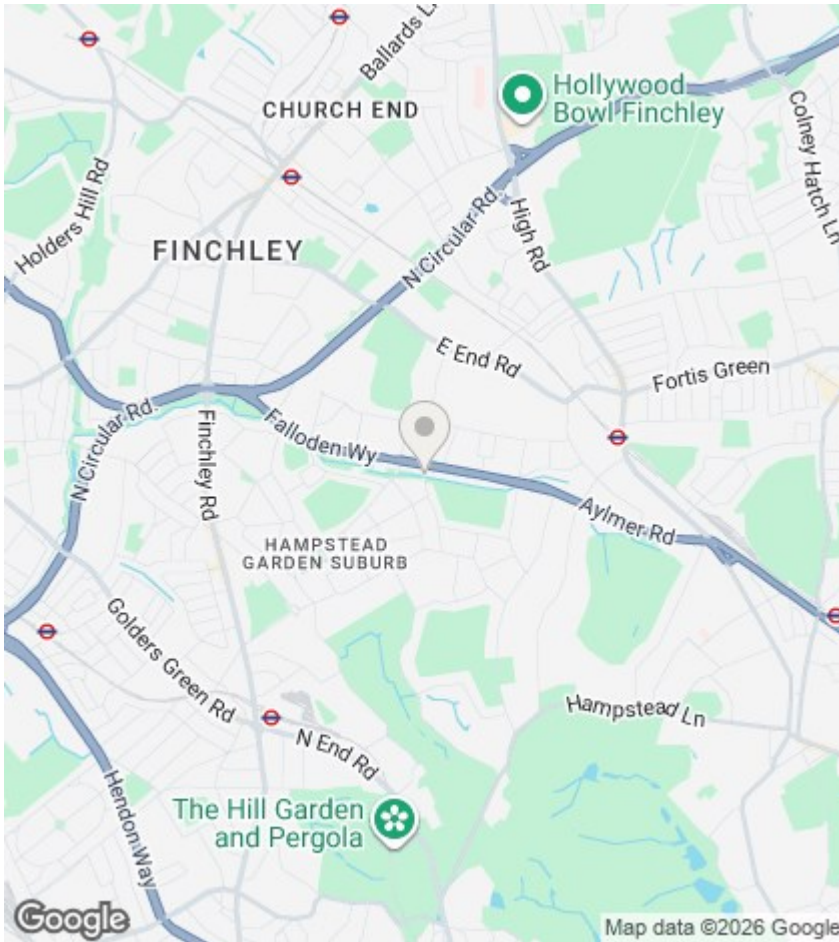 Ballards L
CHURCH END
Hollywood
Bowl Finchley
Colney Hatch Ln
Holders Hill Rd
FINCHLEY
N Circular Rd.
High Rd
E End Rd
Fortis Green
N Circular Rd.
Finchley Rd
Falloden Wy
Aylmer Rd
HAMPSTEAD
GARDEN SUBURB
Golders Green Rd
Hampstead Ln
N End Rd
Hendon Way
The Hill Garden
and Pergola
Google
Map data ©2026 Google